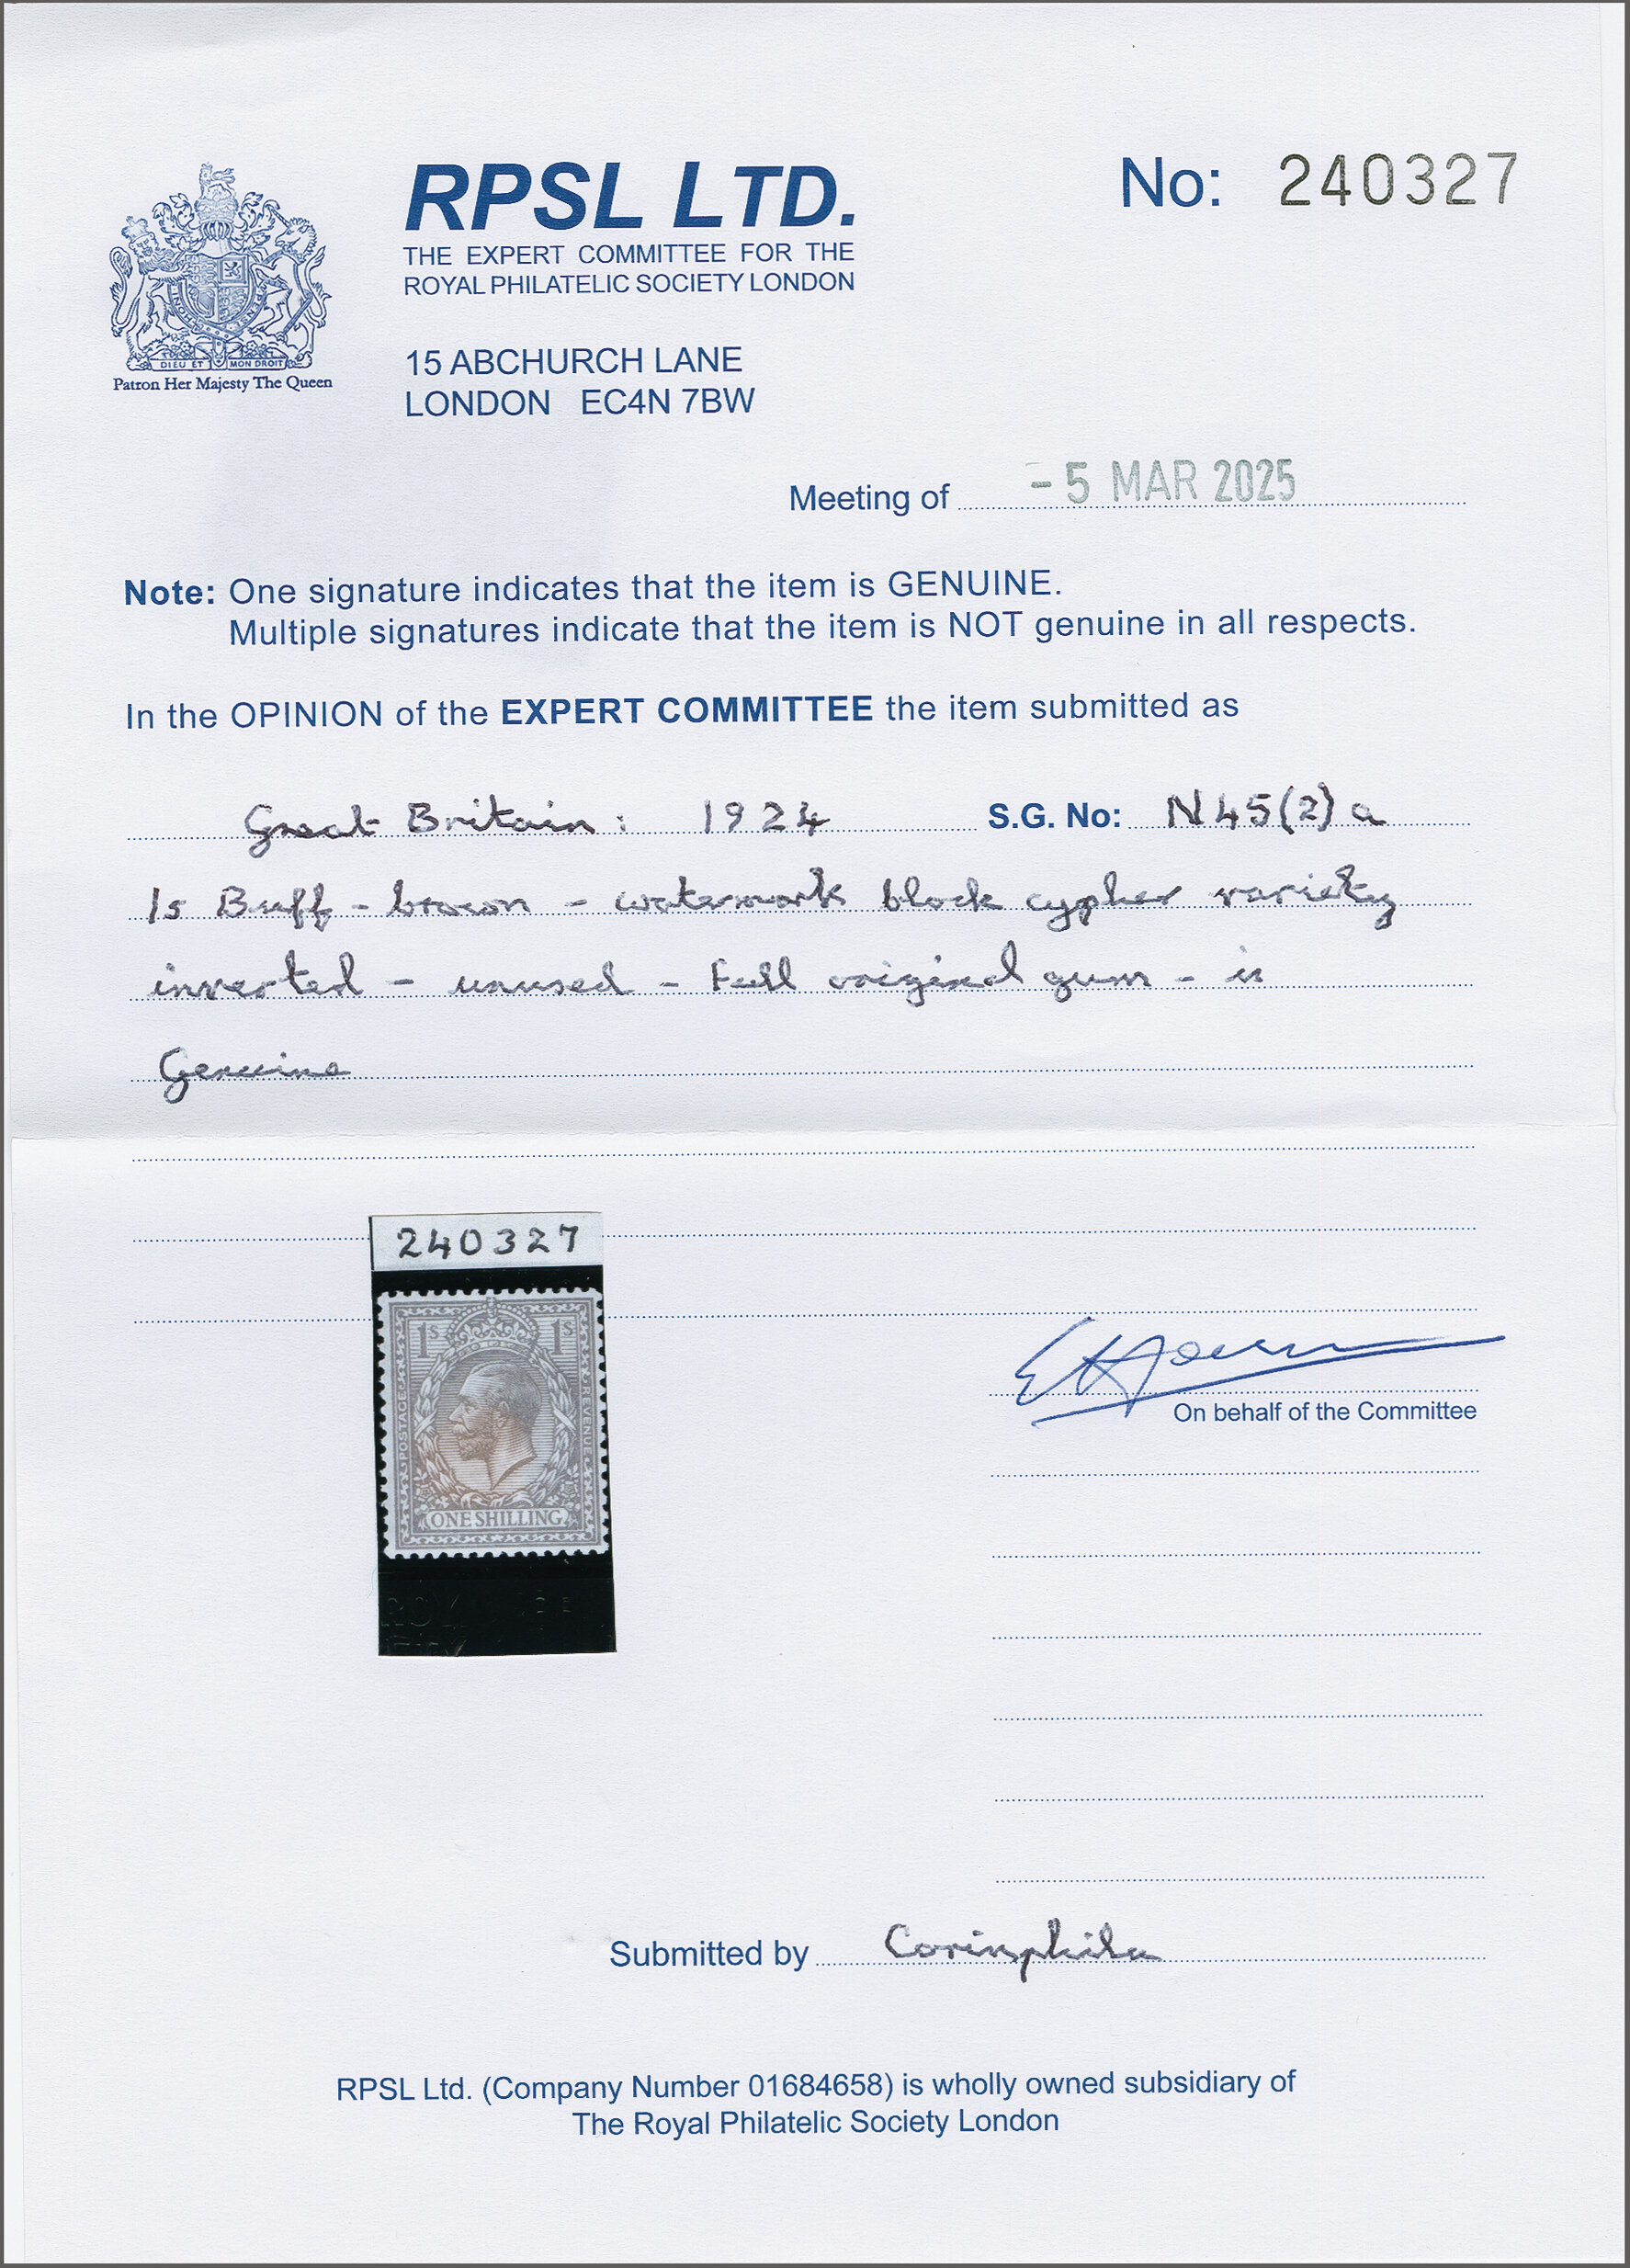 RPSL LTD.
No: 240327
THE EXPERT COMMITTEE FOR THE
ROYAL PHILATELIC SOCIETY LONDON
DIEU ET MON DROIT
Patron Her Majesty The Queen
15 ABCHURCH LANE
LONDON EC4N 7BW
Meeting of - 5 MAR 2025
Note: One signature indicates that the item is GENUINE.
Multiple signatures indicate that the item is NOT genuine in all respects.
In the OPINION of the EXPERT COMMITTEE the item submitted as
Great Britain: 1924 S.G. No: N45(2)a
1s Buff-brown - watermark block cypher variety
inverted - unused - Full original gum - is
Genuine
240327
1S 1S
POSTAGE REVENUE
ONE SHILLING
On behalf of the Committee
Submitted by Corinphila
RPSL Ltd. (Company Number 01684658) is wholly owned subsidiary of
The Royal Philatelic Society London